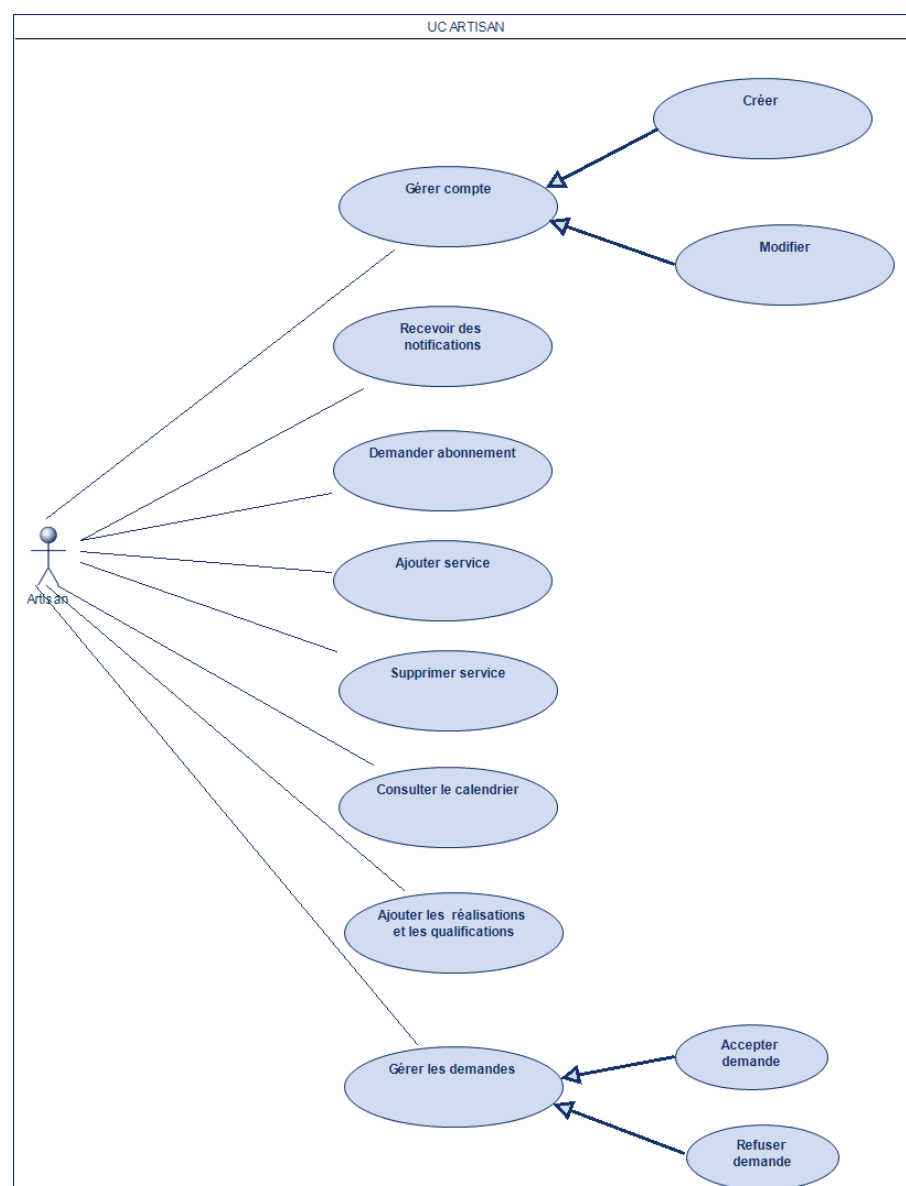 UC ARTISAN
Créer
Gérer compte
Modifier
Recevoir des
notifications
Demander abonnement
Ajouter service
Artisan
Supprimer service
Consulter le calendrier
Ajouter les réalisations
et les qualifications
Accepter
demande
Gérer les demandes
Refuser
demande